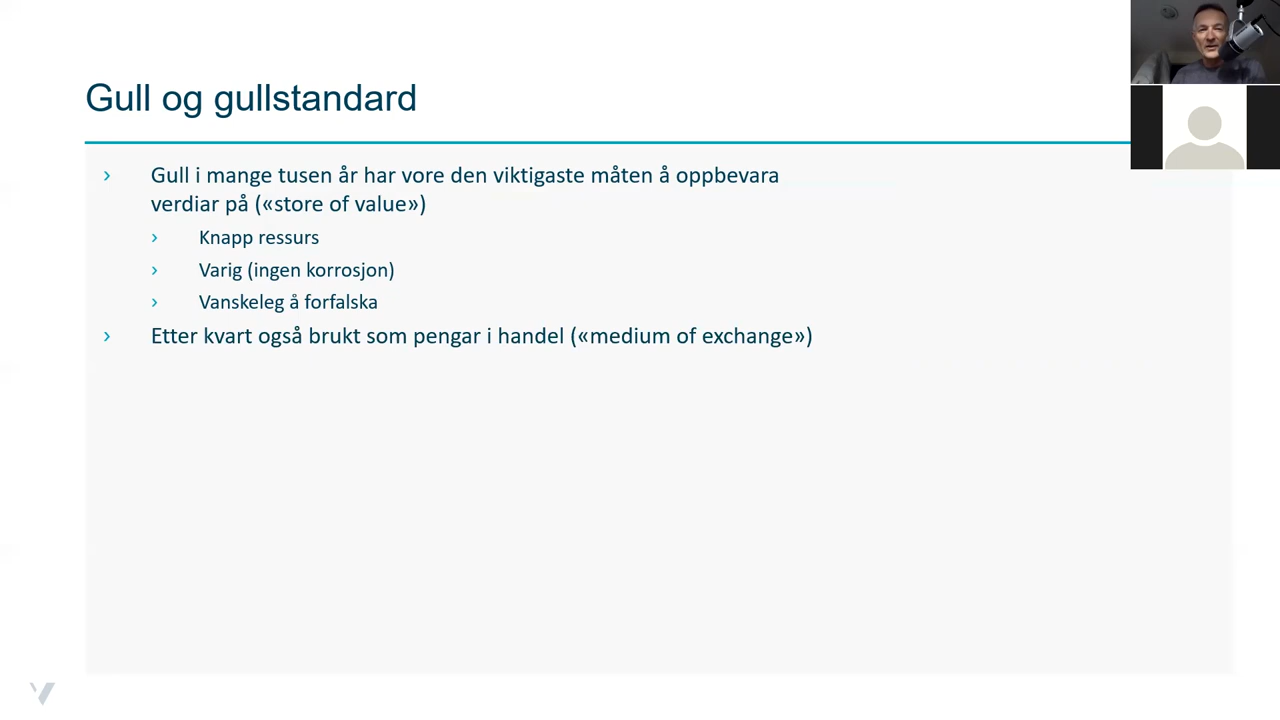 Gull og gullstandard
› Gull i mange tusen år har vore den viktigaste måten å oppbevara
verdiar på («store of value»)
› Knapp ressurs
› Varig (ingen korrosjon)
› Vanskeleg å forfalska
› Etter kvart også brukt som pengar i handel («medium of exchange»)